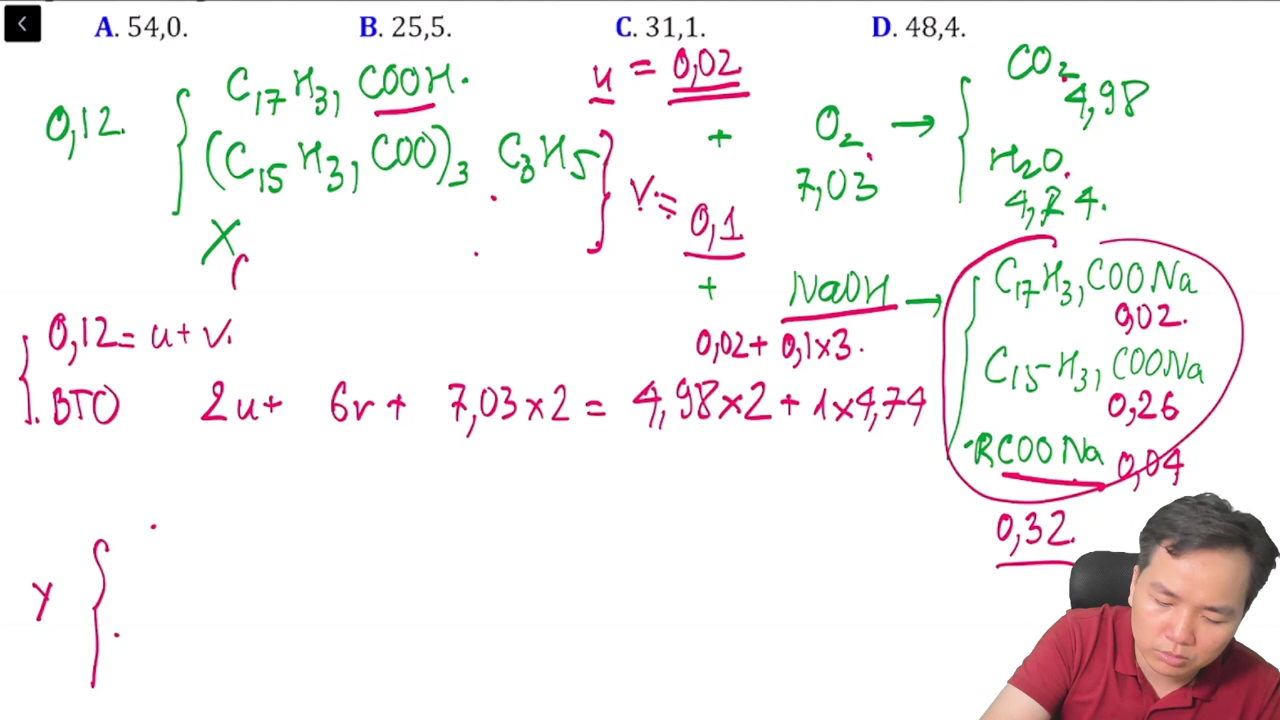 A. 54,0. B. 25,5. C. 31,1. D. 48,4.
0,12. C17H31COOH.
(C15H31COO)3 C3H5
X
u = 0,02
V = 0,1
+ O2 → CO2 4,98
7,03 H2O. 4,74.
+ NaOH → C17H31COONa
0,02.
0,02 + 0,1×3.
C15H31COONa
0,26
RCOONa 0,04
0,32.
0,12 = u + v.
BTO 2u + 6v + 7,03×2 = 4,98×2 + 1×4,74
Y